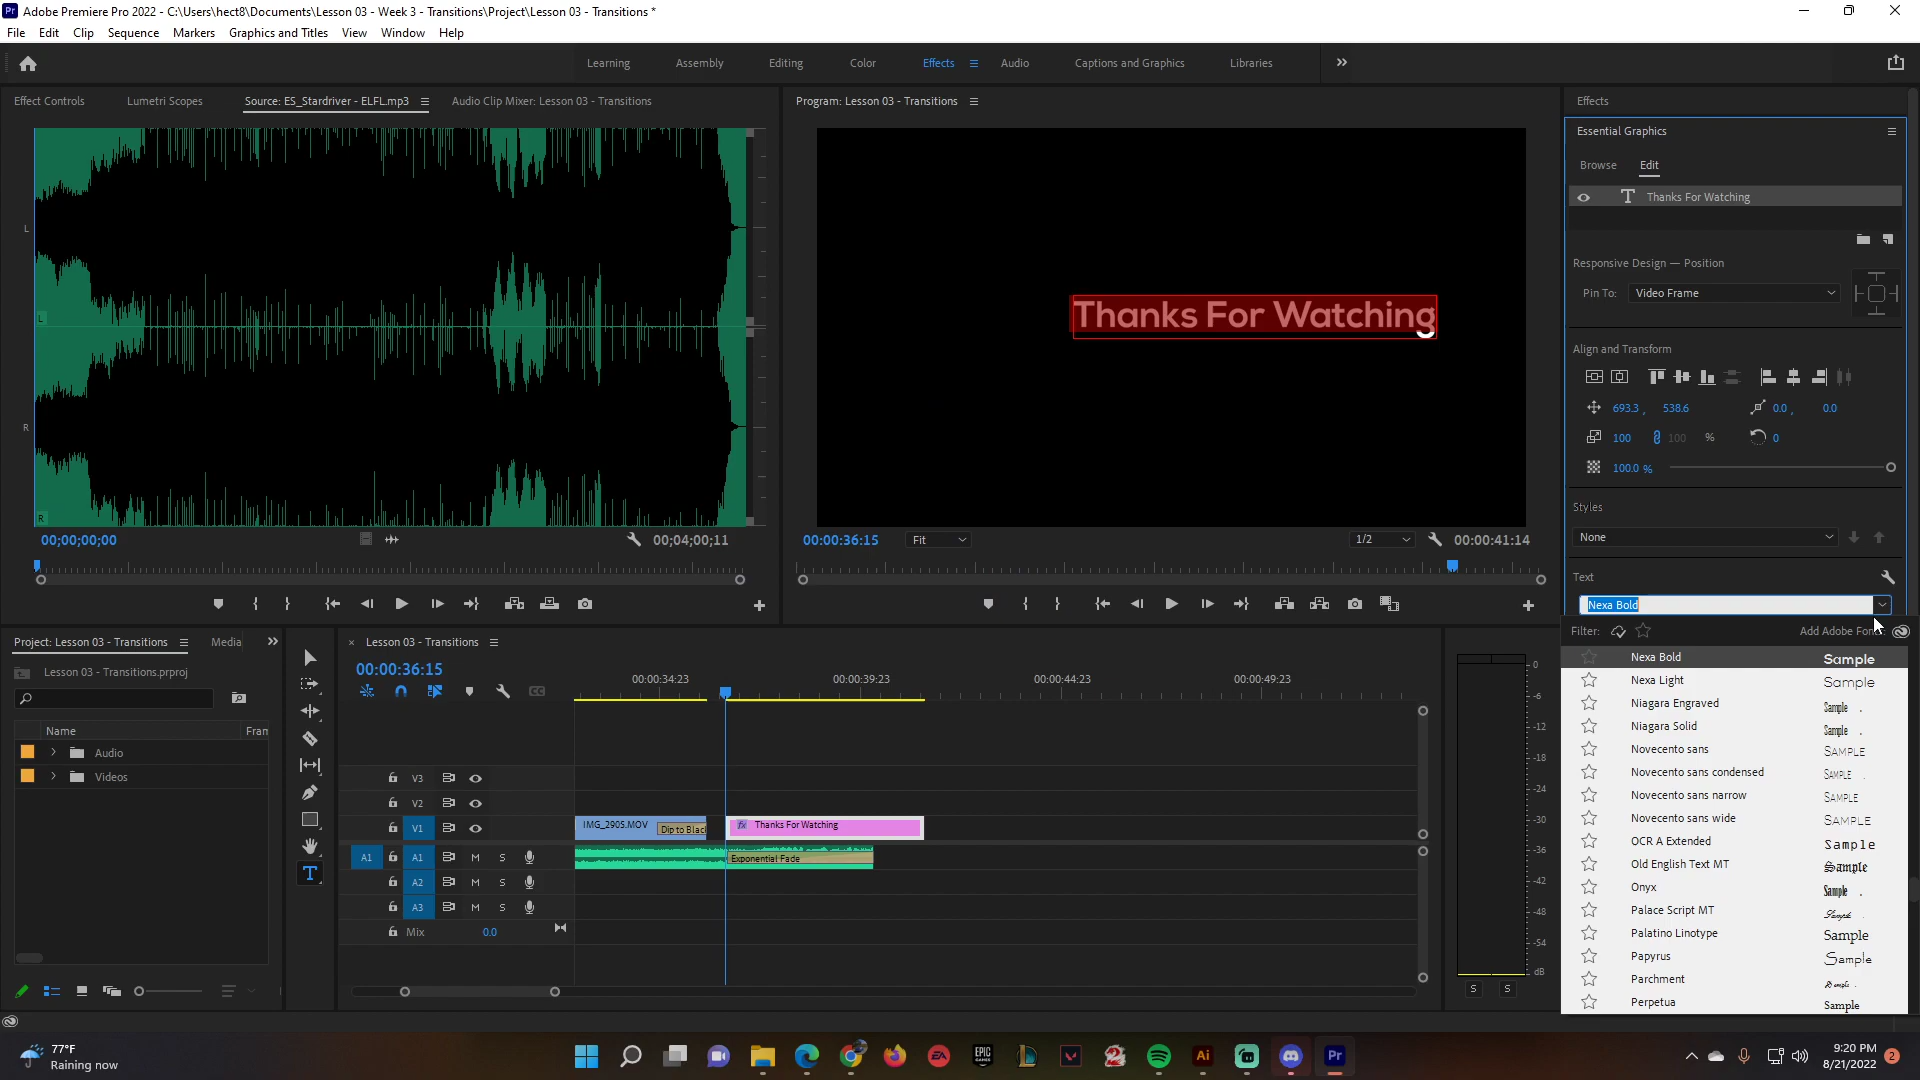 Adobe Premiere Pro 2022 - C:\Users\hect8\Documents\Lesson 03 - Week 3 - Transitions\Project\Lesson 03 - Transitions *
File Edit Clip Sequence Markers Graphics and Titles View Window Help
Learning Assembly Editing Color Effects Audio Captions and Graphics Libraries
Effect Controls Lumetri Scopes Source: ES_Stardriver - ELFL.mp3 Audio Clip Mixer: Lesson 03 - Transitions
Program: Lesson 03 - Transitions
Effects
Essential Graphics
Browse Edit
Thanks For Watching
Responsive Design — Position
Pin To: Video Frame
Align and Transform
693.3 , 538.6 0.0 , 0.0
100 100 % 0
100.0 %
Styles
None
Text
Nexa Bold
Filter: Add Adobe Fonts:
Nexa Bold Sample
Nexa Light Sample
Niagara Engraved Sample
Niagara Solid Sample
Novecento sans SAMPLE
Novecento sans condensed SAMPLE
Novecento sans narrow SAMPLE
Novecento sans wide SAMPLE
OCR A Extended Sample
Old English Text MT Sample
Onyx Sample
Palace Script MT Sample
Palatino Linotype Sample
Papyrus Sample
Parchment Sample
Perpetua Sample
L
L
R
R
00;00;00;00 00;04;00;11
Thanks For Watching
00:00:36:15 Fit 1/2 00:00:41:14
Project: Lesson 03 - Transitions Media
Lesson 03 - Transitions.prproj
Name Fram
Audio
Videos
Lesson 03 - Transitions
00:00:36:15
00:00:34:23 00:00:39:23 00:00:44:23 00:00:49:23
V3
V2
V1 IMG_2905.MOV Dip to Blac fx Thanks For Watching
A1 A1 M S Exponential Fade
A2 M S
A3 M S
Mix 0.0
0
-6
-12
-18
-24
-30
-36
-42
-48
-54
dB
S S
77°F
Raining now
EA
EPIC GAMES
Ai
Pr
9:20 PM
8/21/2022
2